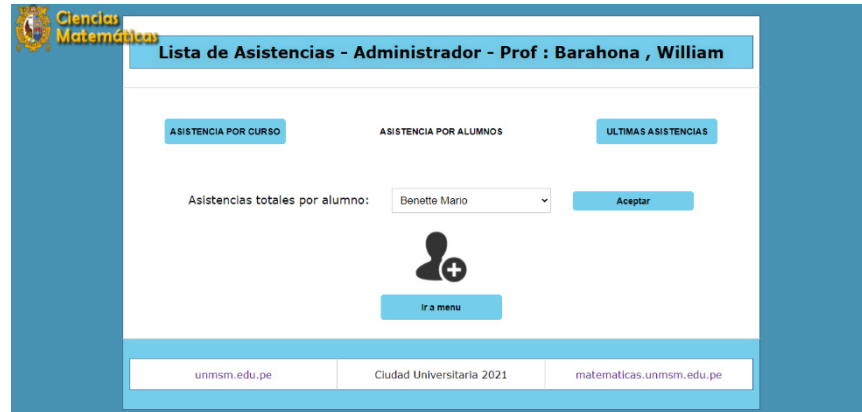 Ciencias
Matemáticas
Lista de Asistencias - Administrador - Prof : Barahona , William
ASISTENCIA POR CURSO
ASISTENCIA POR ALUMNOS
ULTIMAS ASISTENCIAS
Asistencias totales por alumno:
Benette Mario
Aceptar
Ir a menu
unmsm.edu.pe
Ciudad Universitaria 2021
matematicas.unmsm.edu.pe